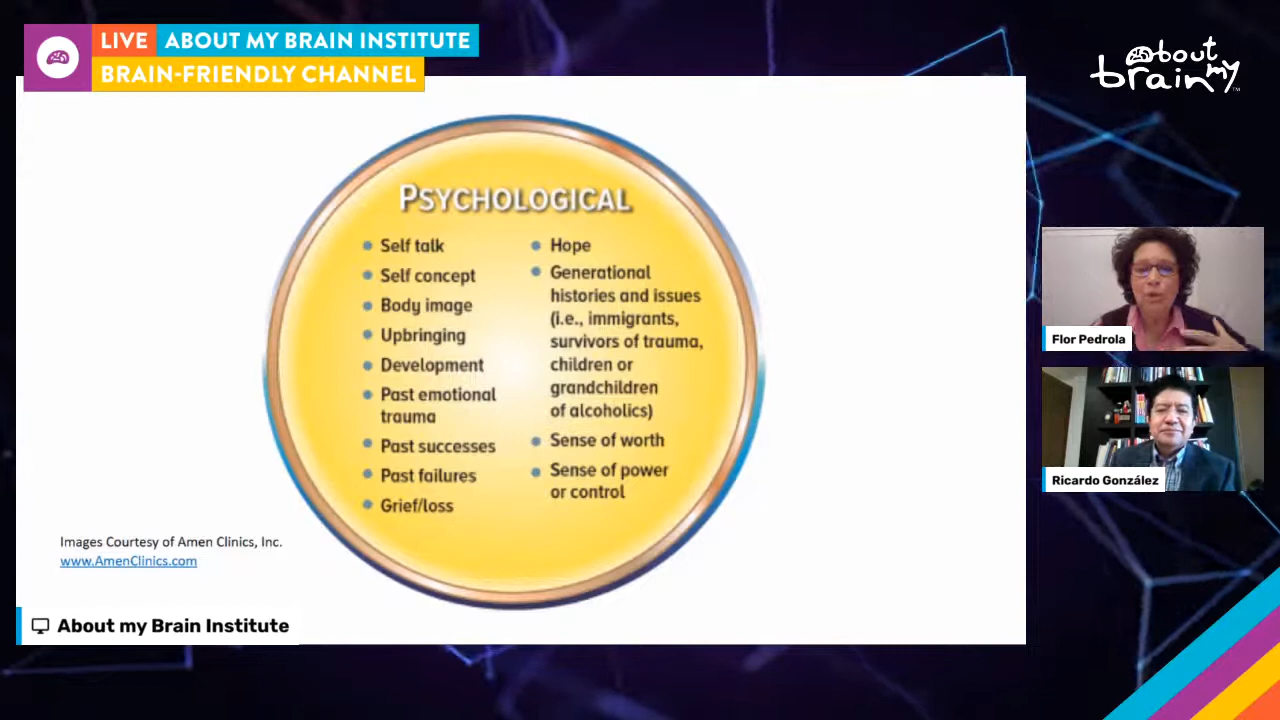 LIVE ABOUT MY BRAIN INSTITUTE
BRAIN-FRIENDLY CHANNEL
about my brain™
PSYCHOLOGICAL
Self talk
Self concept
Body image
Upbringing
Development
Past emotional
trauma
Past successes
Past failures
Grief/loss
Hope
Generational
histories and issues
(i.e., immigrants,
survivors of trauma,
children or
grandchildren
of alcoholics)
Sense of worth
Sense of power
or control
Images Courtesy of Amen Clinics, Inc.
www.AmenClinics.com
About my Brain Institute
Flor Pedrola
Ricardo González